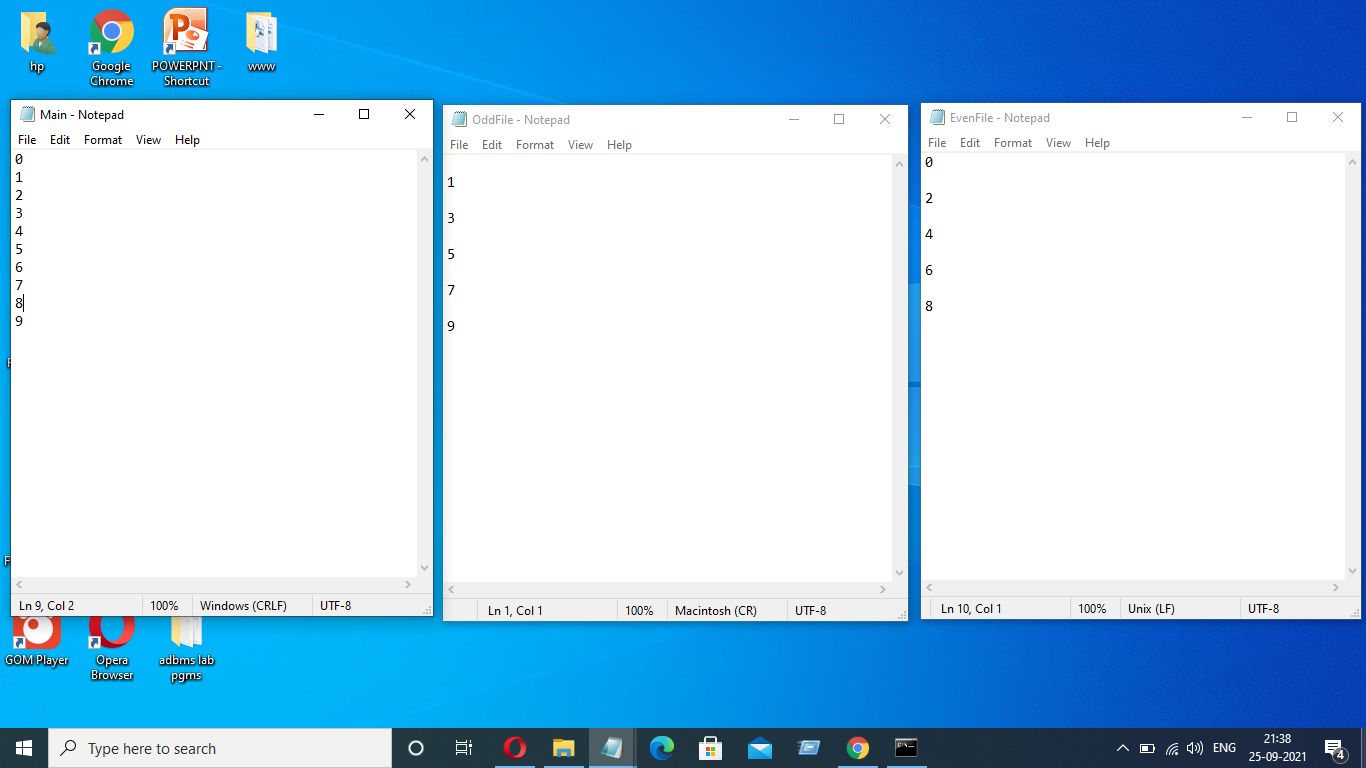 hp
Google Chrome
POWERPNT - Shortcut
www
Main - Notepad
File Edit Format View Help
0
1
2
3
4
5
6
7
8
9
Ln 9, Col 2 100% Windows (CRLF) UTF-8
OddFile - Notepad
File Edit Format View Help
1
3
5
7
9
Ln 1, Col 1 100% Macintosh (CR) UTF-8
EvenFile - Notepad
File Edit Format View Help
0
2
4
6
8
Ln 10, Col 1 100% Unix (LF) UTF-8
GOM Player
Opera Browser
adbms lab pgms
Type here to search
ENG
21:38
25-09-2021
4